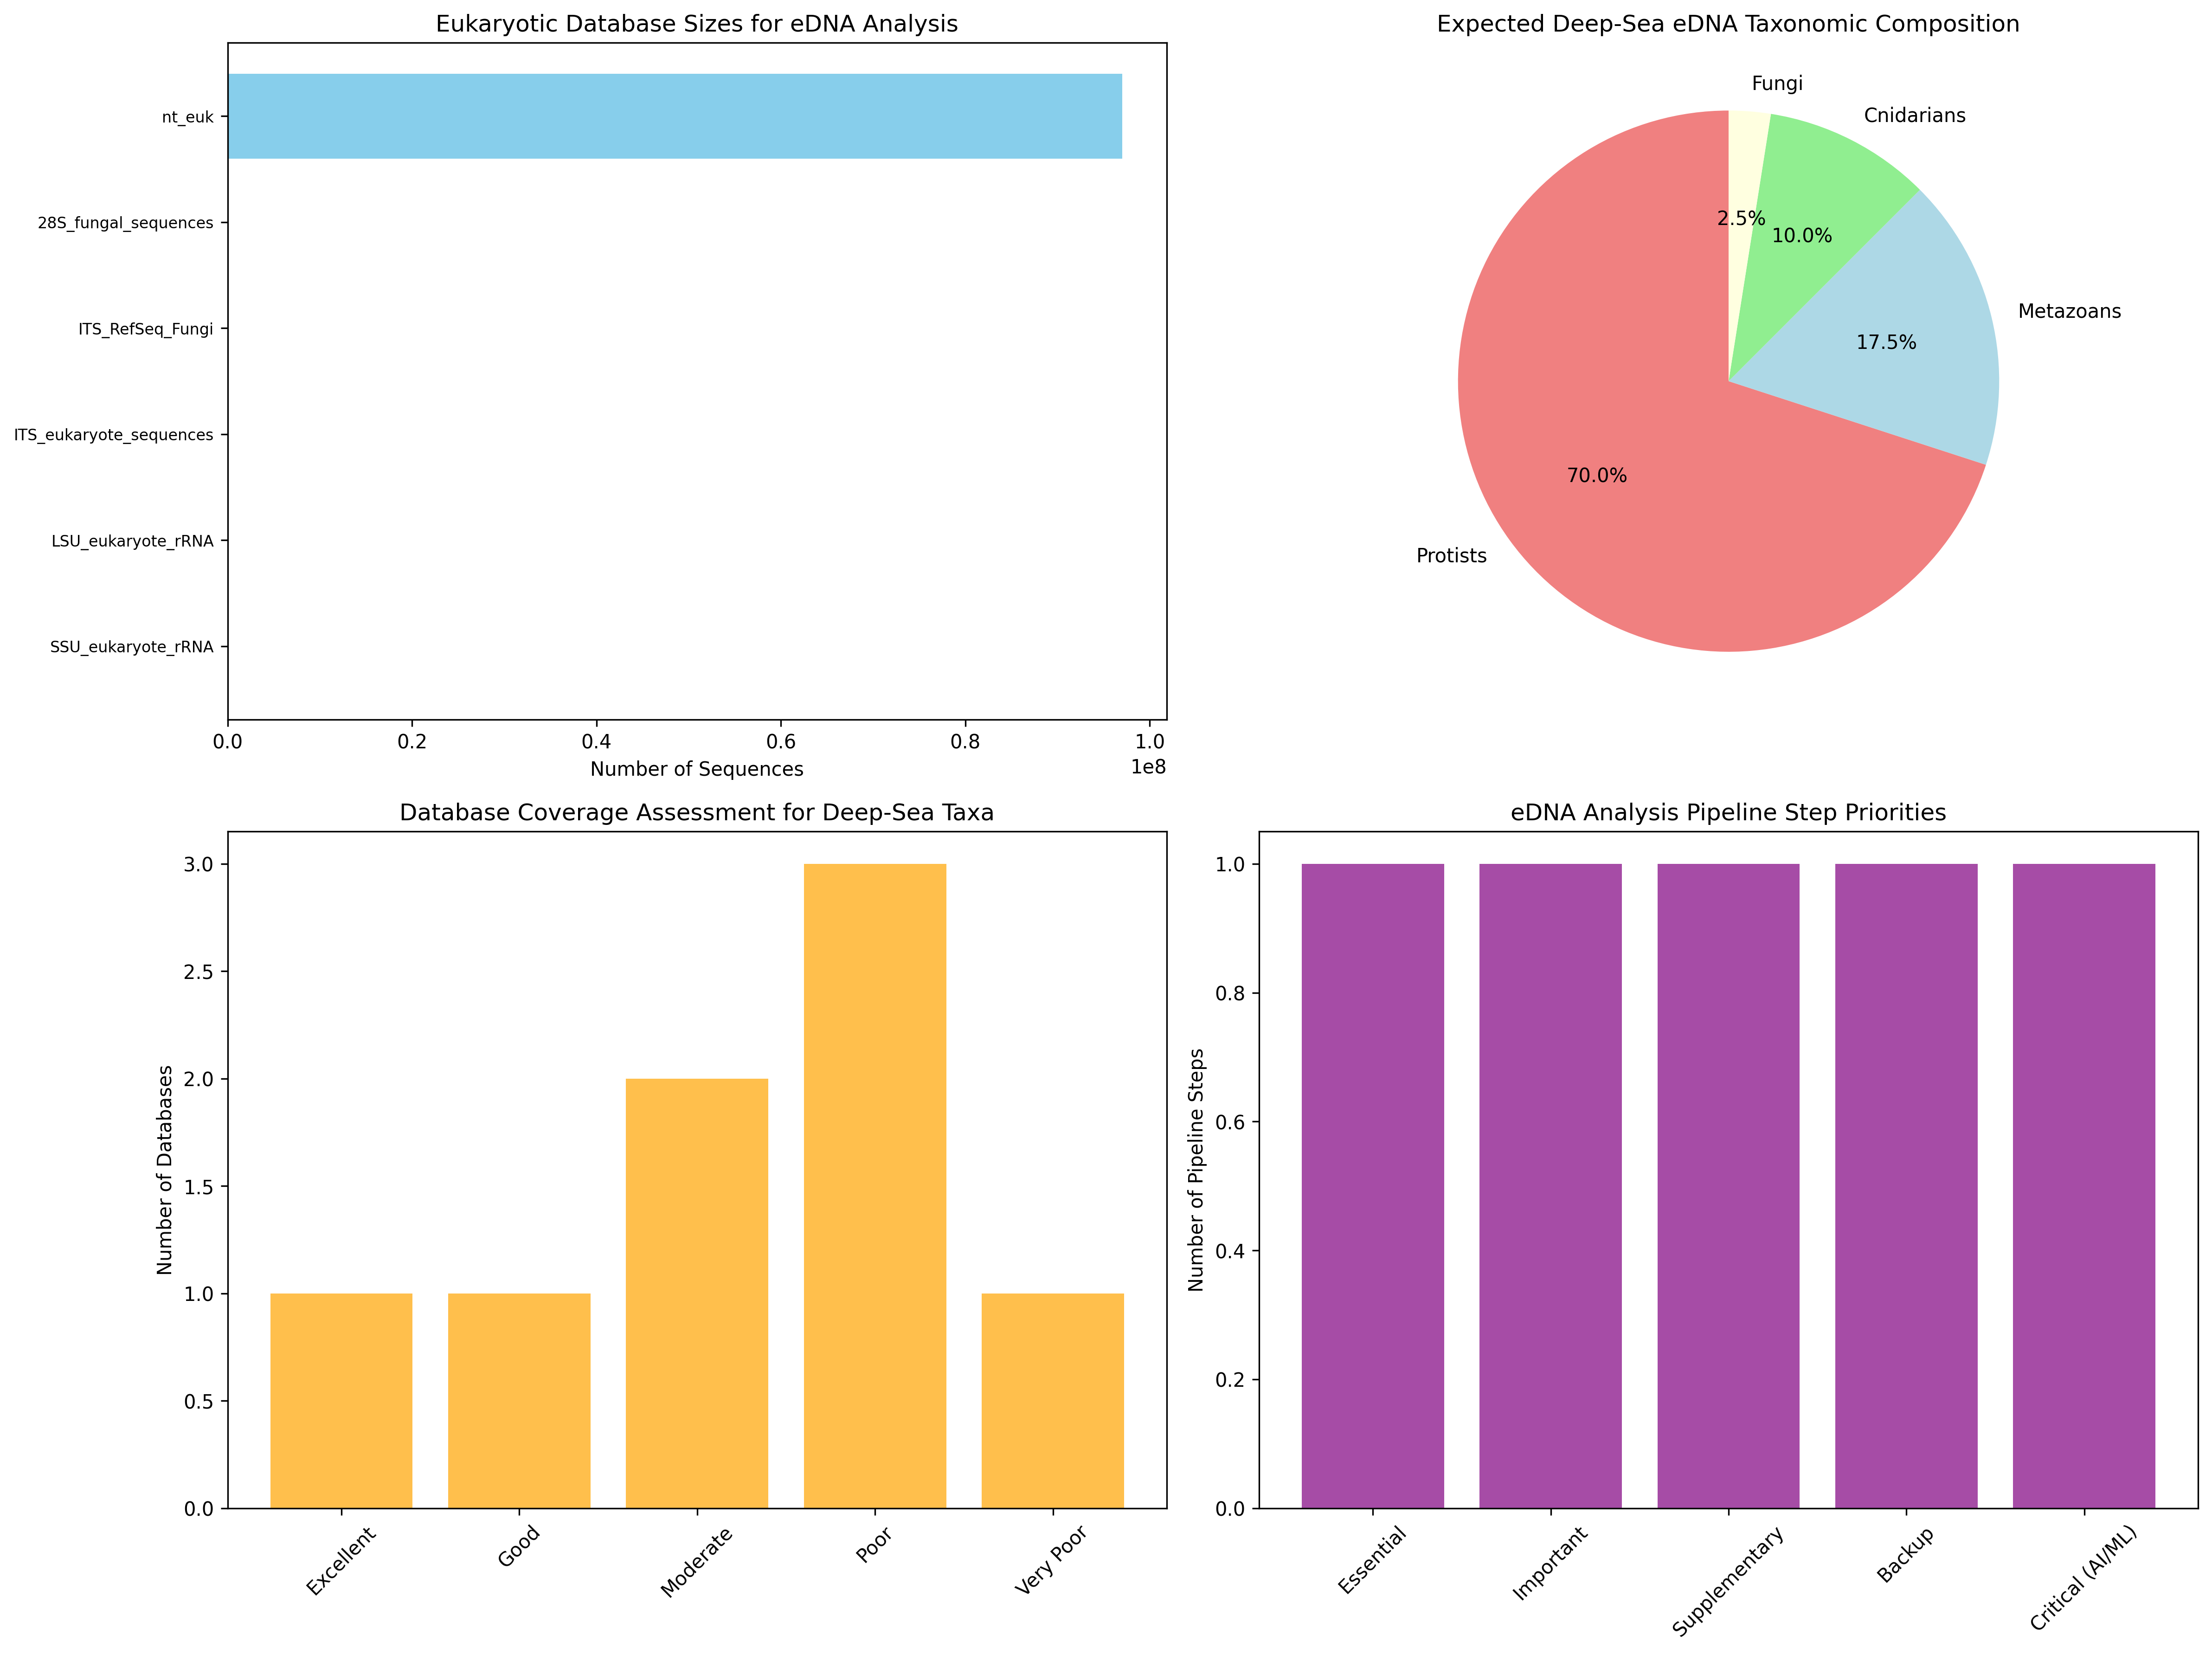 Eukaryotic Database Sizes for eDNA Analysis
nt_euk
28S_fungal_sequences
ITS_RefSeq_Fungi
ITS_eukaryote_sequences
LSU_eukaryote_rRNA
SSU_eukaryote_rRNA
0.0 0.2 0.4 0.6 0.8 1.0
1e8
Number of Sequences
Expected Deep-Sea eDNA Taxonomic Composition
Fungi
Cnidarians
2.5%
10.0%
Metazoans
17.5%
70.0%
Protists
Database Coverage Assessment for Deep-Sea Taxa
Number of Databases
3.0
2.5
2.0
1.5
1.0
0.5
0.0
Excellent Good Moderate Poor Very Poor
eDNA Analysis Pipeline Step Priorities
Number of Pipeline Steps
1.0
0.8
0.6
0.4
0.2
0.0
Essential Important Supplementary Backup Critical (AI/ML)